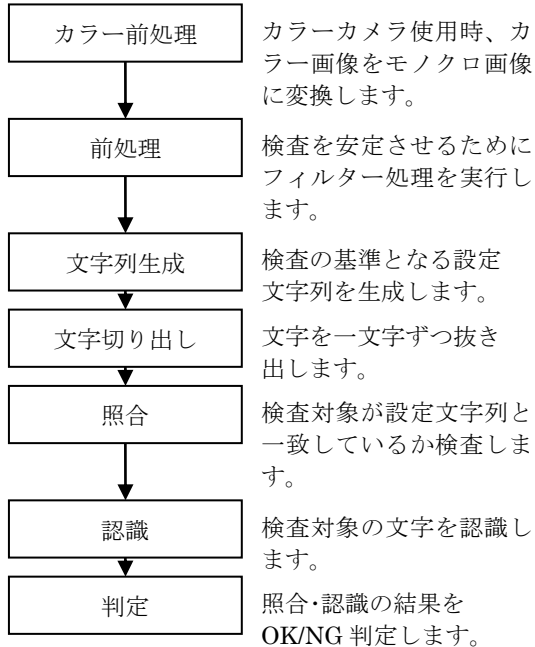 カラー前処理
カラーカメラ使用時、カ
ラー画像をモノクロ画像
に変換します。
前処理
検査を安定させるために
フィルター処理を実行し
ます。
文字列生成
検査の基準となる設定
文字列を生成します。
文字切り出し
文字を一文字ずつ抜き
出します。
照合
検査対象が設定文字列と
一致しているか検査しま
す。
認識
検査対象の文字を認識し
ます。
判定
照合･認識の結果を
OK/NG 判定します。